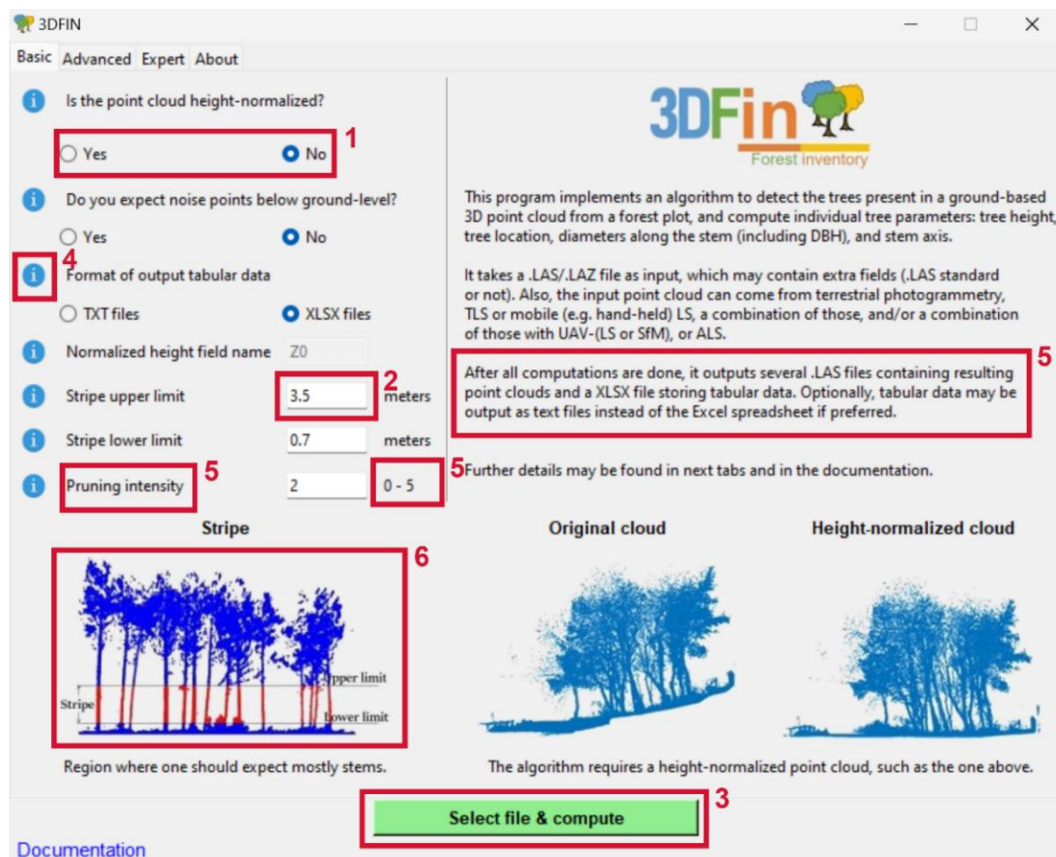 3DFIN
Basic Advanced Expert About
Is the point cloud height-normalized?
1
Yes No
Do you expect noise points below ground-level?
Yes No
4
Format of output tabular data
TXT files XLSX files
Normalized height field name Z0
2
Stripe upper limit 3.5 meters
Stripe lower limit 0.7 meters
5
Pruning intensity 2 0 - 5
5
3DFin
Forest inventory
This program implements an algorithm to detect the trees present in a ground-based
3D point cloud from a forest plot, and compute individual tree parameters: tree height,
tree location, diameters along the stem (including DBH), and stem axis.
It takes a .LAS/.LAZ file as input, which may contain extra fields (.LAS standard
or not). Also, the input point cloud can come from terrestrial photogrammetry,
TLS or mobile (e.g. hand-held) LS, a combination of those, and/or a combination
of those with UAV-(LS or SfM), or ALS.
5
After all computations are done, it outputs several .LAS files containing resulting
point clouds and a XLSX file storing tabular data. Optionally, tabular data may be
output as text files instead of the Excel spreadsheet if preferred.
Further details may be found in next tabs and in the documentation.
Stripe
6
Upper limit
Stripe
Lower limit
Region where one should expect mostly stems.
Original cloud Height-normalized cloud
The algorithm requires a height-normalized point cloud, such as the one above.
3
Select file & compute
Documentation